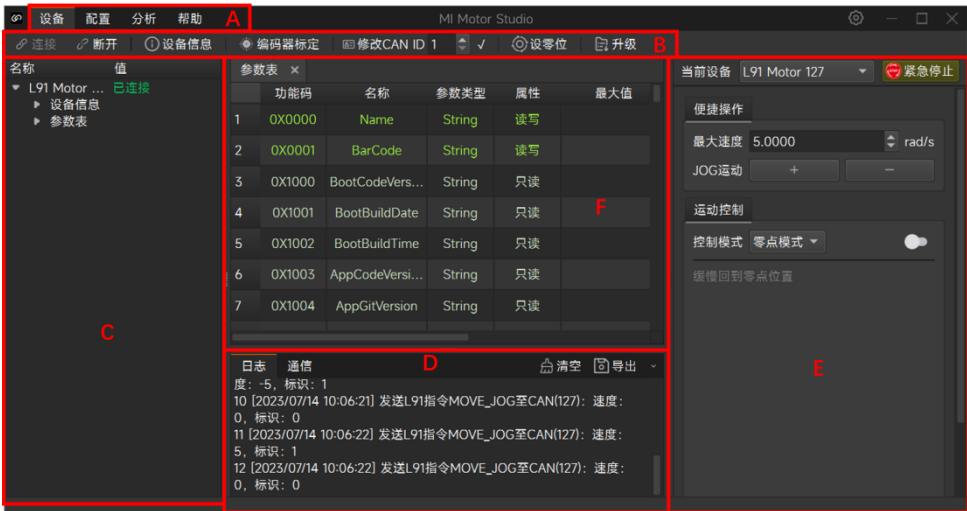 设备 配置 分析 帮助 A MI Motor Studio
连接 断开 设备信息 编码器标定 修改CAN ID 1 √ 设零位 升级 B
名称 值
L91 Motor ... 已连接
设备信息
参数表
C
参数表 ×
功能码 名称 参数类型 属性 最大值
1 0X0000 Name String 读写
2 0X0001 BarCode String 读写
3 0X1000 BootCodeVers... String 只读
4 0X1001 BootBuildDate String 只读
5 0X1002 BootBuildTime String 只读
6 0X1003 AppCodeVersi... String 只读
7 0X1004 AppGitVersion String 只读
F
日志 通信 D 清空 导出
度：-5，标识：1
10 [2023/07/14 10:06:21] 发送L91指令MOVE_JOG至CAN(127)：速度：
0，标识：0
11 [2023/07/14 10:06:22] 发送L91指令MOVE_JOG至CAN(127)：速度：
5，标识：1
12 [2023/07/14 10:06:22] 发送L91指令MOVE_JOG至CAN(127)：速度：
0，标识：0
当前设备 L91 Motor 127 紧急停止
便捷操作
最大速度 5.0000 rad/s
JOG运动 + −
运动控制
控制模式 零点模式
缓慢回到零点位置
E